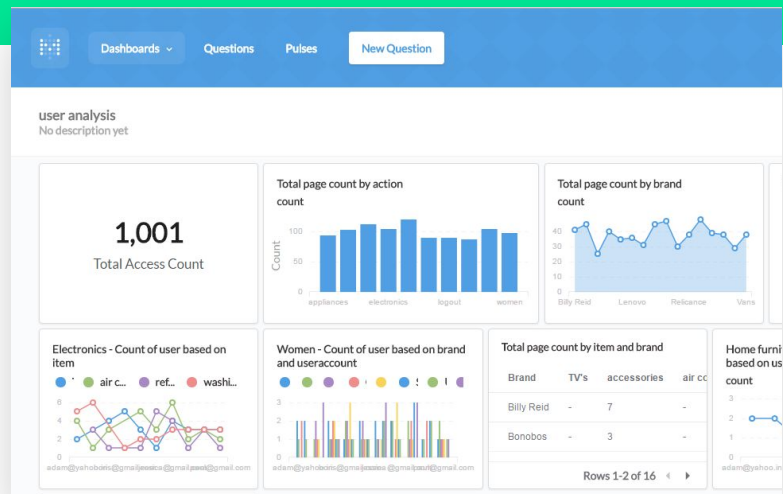 Dashboards
Questions
Pulses
New Question
user analysis
No description yet
1,001
Total Access Count
Total page count by action
count
Count
100
50
0
appliances
electronics
logout
women
Total page count by brand
count
40
30
20
10
0
Billy Reid
Lenovo
Relicance
Vans
Electronics - Count of user based on
item
air c...
ref...
washi...
8
4
2
0
Women - Count of user based on brand
and useraccount
3
2
1
0
Total page count by item and brand
Brand TV's accessories air
Billy Reid - 7 -
Bonobos - 3 -
Rows 1-2 of 16
Home furni
based on us
count
3
2
1
0